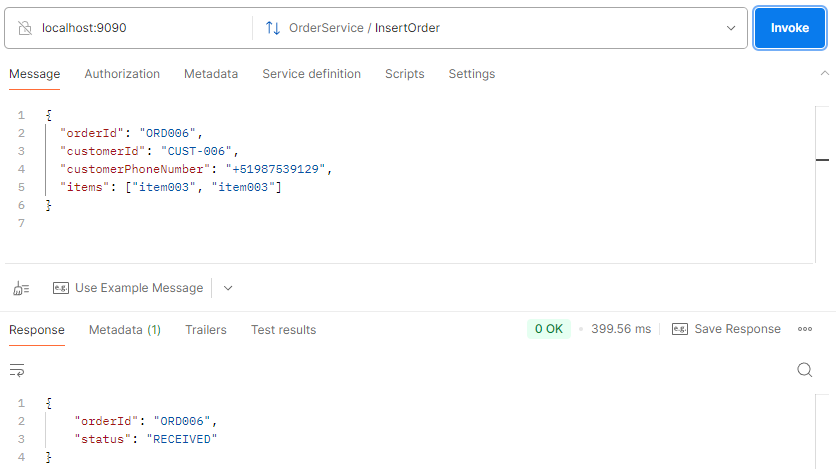 localhost:9090 OrderService / InsertOrder Invoke
Message Authorization Metadata Service definition Scripts Settings
1 {
2 "orderId": "ORD006",
3 "customerId": "CUST-006",
4 "customerPhoneNumber": "+51987539129",
5 "items": ["item003", "item003"]
6 }
7
e.g. Use Example Message
Response Metadata (1) Trailers Test results 0 OK 399.56 ms e.g. Save Response
1 {
2 "orderId": "ORD006",
3 "status": "RECEIVED"
4 }